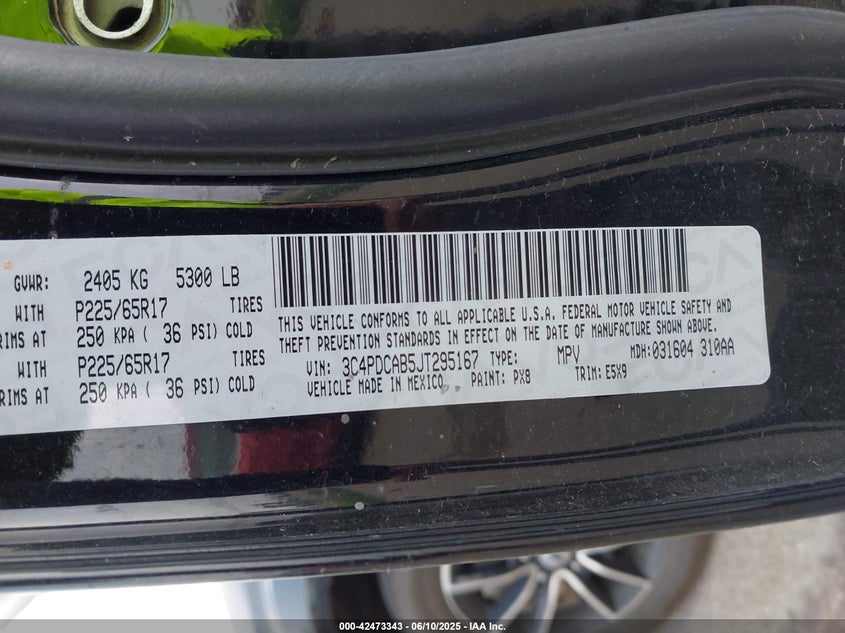 GVWR: 2405 KG 5300 LB
WITH P225/65R17 TIRES
RIMS AT 250 KPA ( 36 PSI) COLD
WITH P225/65R17 TIRES
RIMS AT 250 KPA ( 36 PSI) COLD
THIS VEHICLE CONFORMS TO ALL APPLICABLE U.S.A. FEDERAL MOTOR VEHICLE SAFETY AND
THEFT PREVENTION STANDARDS IN EFFECT ON THE DATE OF MANUFACTURE SHOWN ABOVE.
VIN: 3C4PDCAB5JT295167 TYPE: MPV MDH:031604 310AA
VEHICLE MADE IN MEXICO PAINT: PX8 TRIM: E5X9
000-42473343 - 06/10/2025 - IAA Inc.